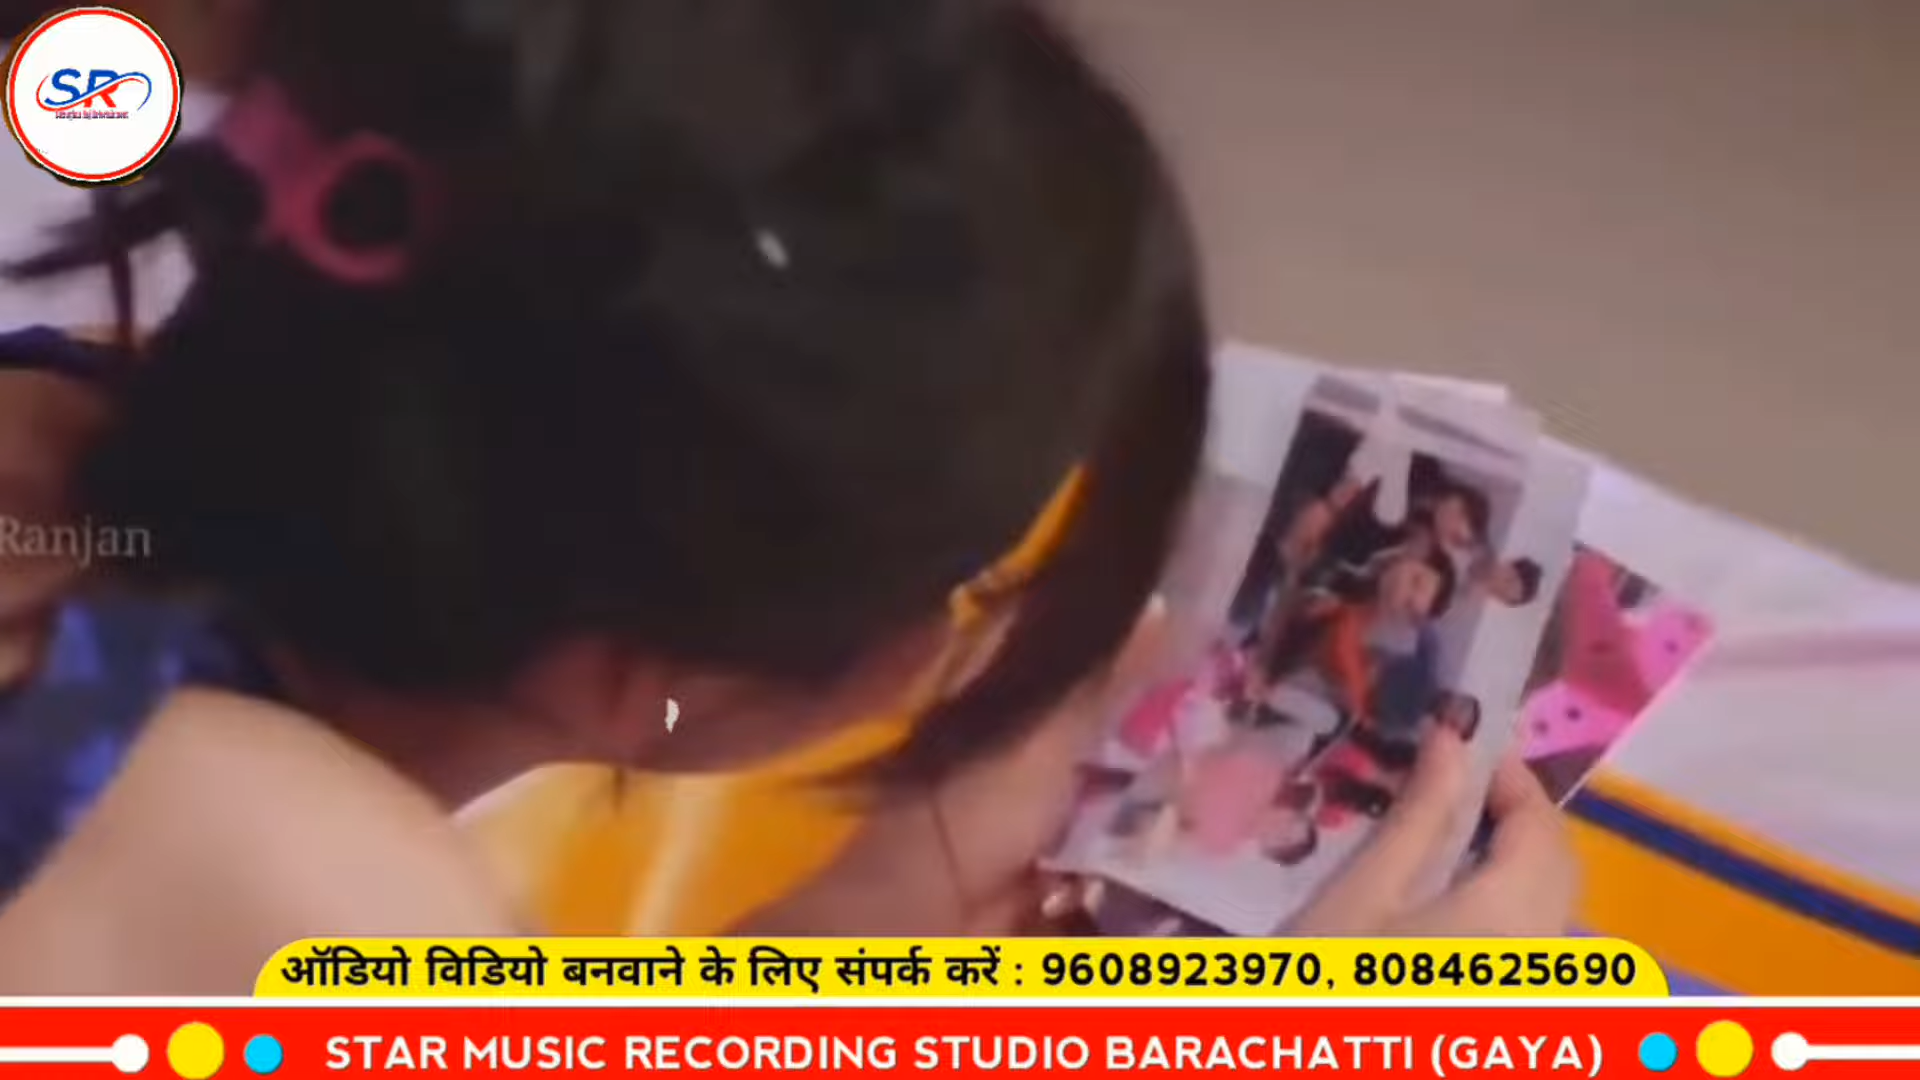 SR
Ranjan
ऑडियो विडियो बनवाने के लिए संपर्क करें : 9608923970, 8084625690
STAR MUSIC RECORDING STUDIO BARACHATTI (GAYA)